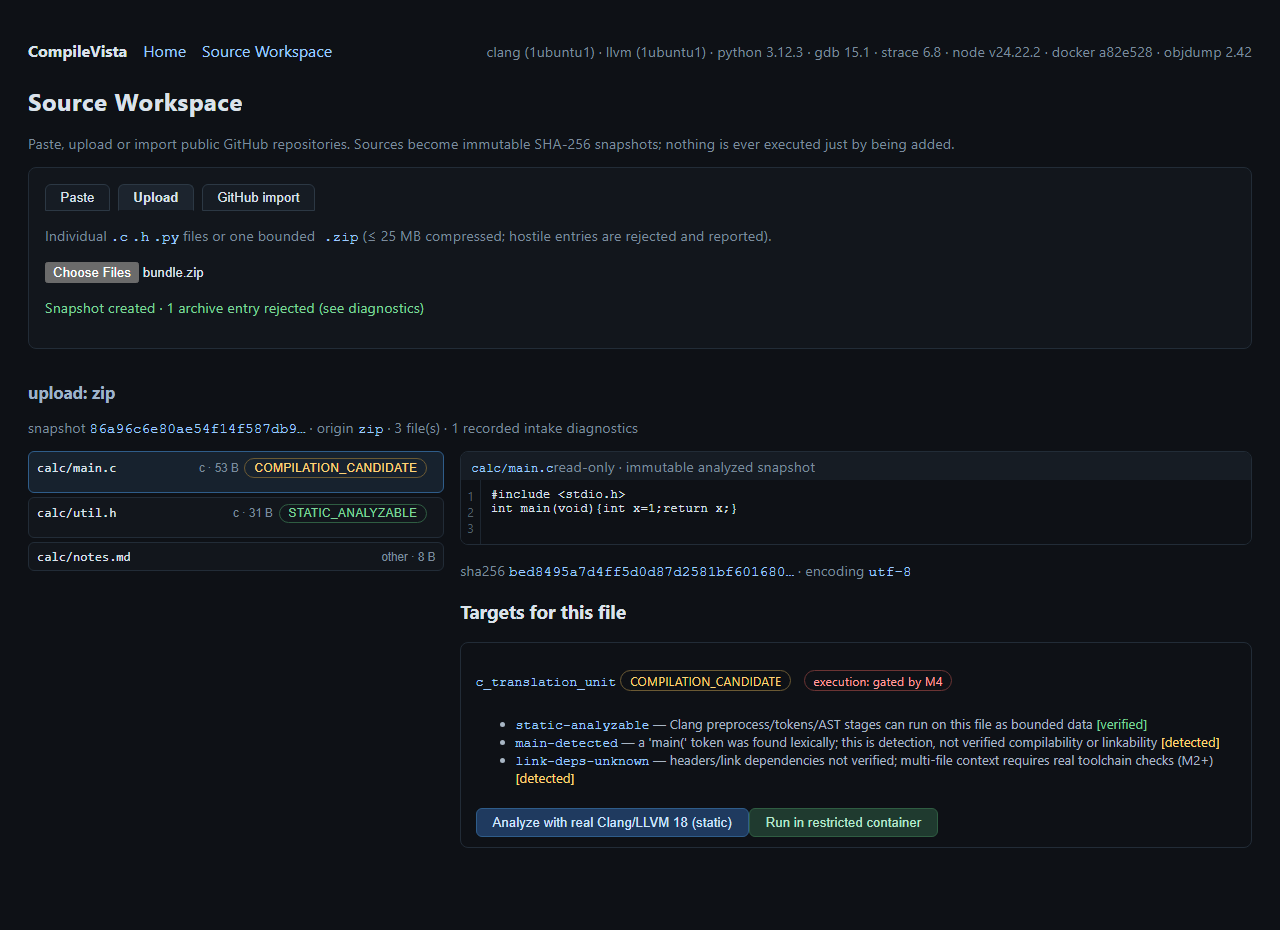 CompileVista Home Source Workspace clang (1ubuntu1) · llvm (1ubuntu1) · python 3.12.3 · gdb 15.1 · strace 6.8 · node v24.22.2 · docker a82e528 · objdump 2.42
Source Workspace
Paste, upload or import public GitHub repositories. Sources become immutable SHA-256 snapshots; nothing is ever executed just by being added.
Paste Upload GitHub import
Individual .c .h .py files or one bounded .zip (≤ 25 MB compressed; hostile entries are rejected and reported).
Choose Files bundle.zip
Snapshot created · 1 archive entry rejected (see diagnostics)
upload: zip
snapshot 86a96c6e80ae54f14f587db9… · origin zip · 3 file(s) · 1 recorded intake diagnostics
calc/main.c c · 53 B COMPILATION_CANDIDATE
calc/util.h c · 31 B STATIC_ANALYZABLE
calc/notes.md other · 8 B
calc/main.cread-only · immutable analyzed snapshot
1 #include <stdio.h>
2 int main(void){int x=1;return x;}
3
sha256 bed8495a7d4ff5d0d87d2581bf601680… · encoding utf-8
Targets for this file
c_translation_unit COMPILATION_CANDIDATE execution: gated by M4
• static-analyzable — Clang preprocess/tokens/AST stages can run on this file as bounded data [verified]
• main-detected — a 'main(' token was found lexically; this is detection, not verified compilability or linkability [detected]
• link-deps-unknown — headers/link dependencies not verified; multi-file context requires real toolchain checks (M2+)
[detected]
Analyze with real Clang/LLVM 18 (static) Run in restricted container